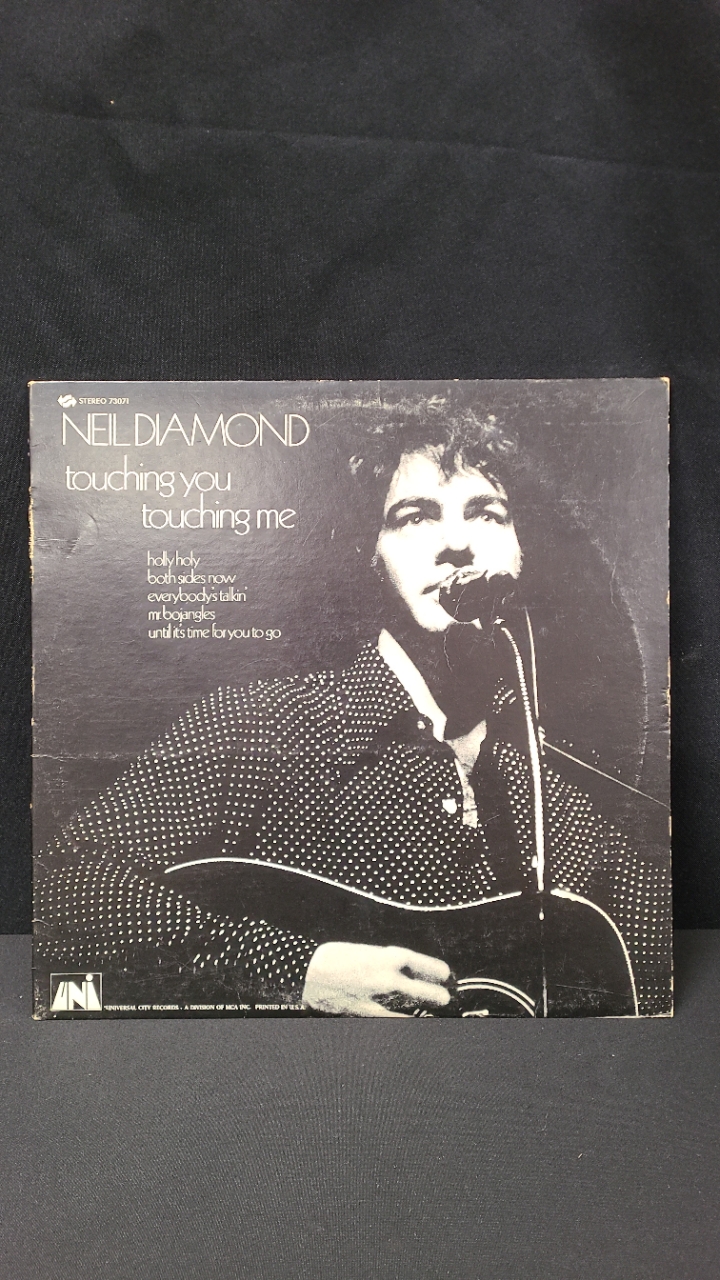 STEREO 73071
NEIL DIAMOND
touching you
touching me
holly holy
both sides now
everybody's talkin'
mr. bojangles
until it's time for you to go
UNI
UNIVERSAL CITY RECORDS - A DIVISION OF MCA INC. PRINTED IN U.S.A.